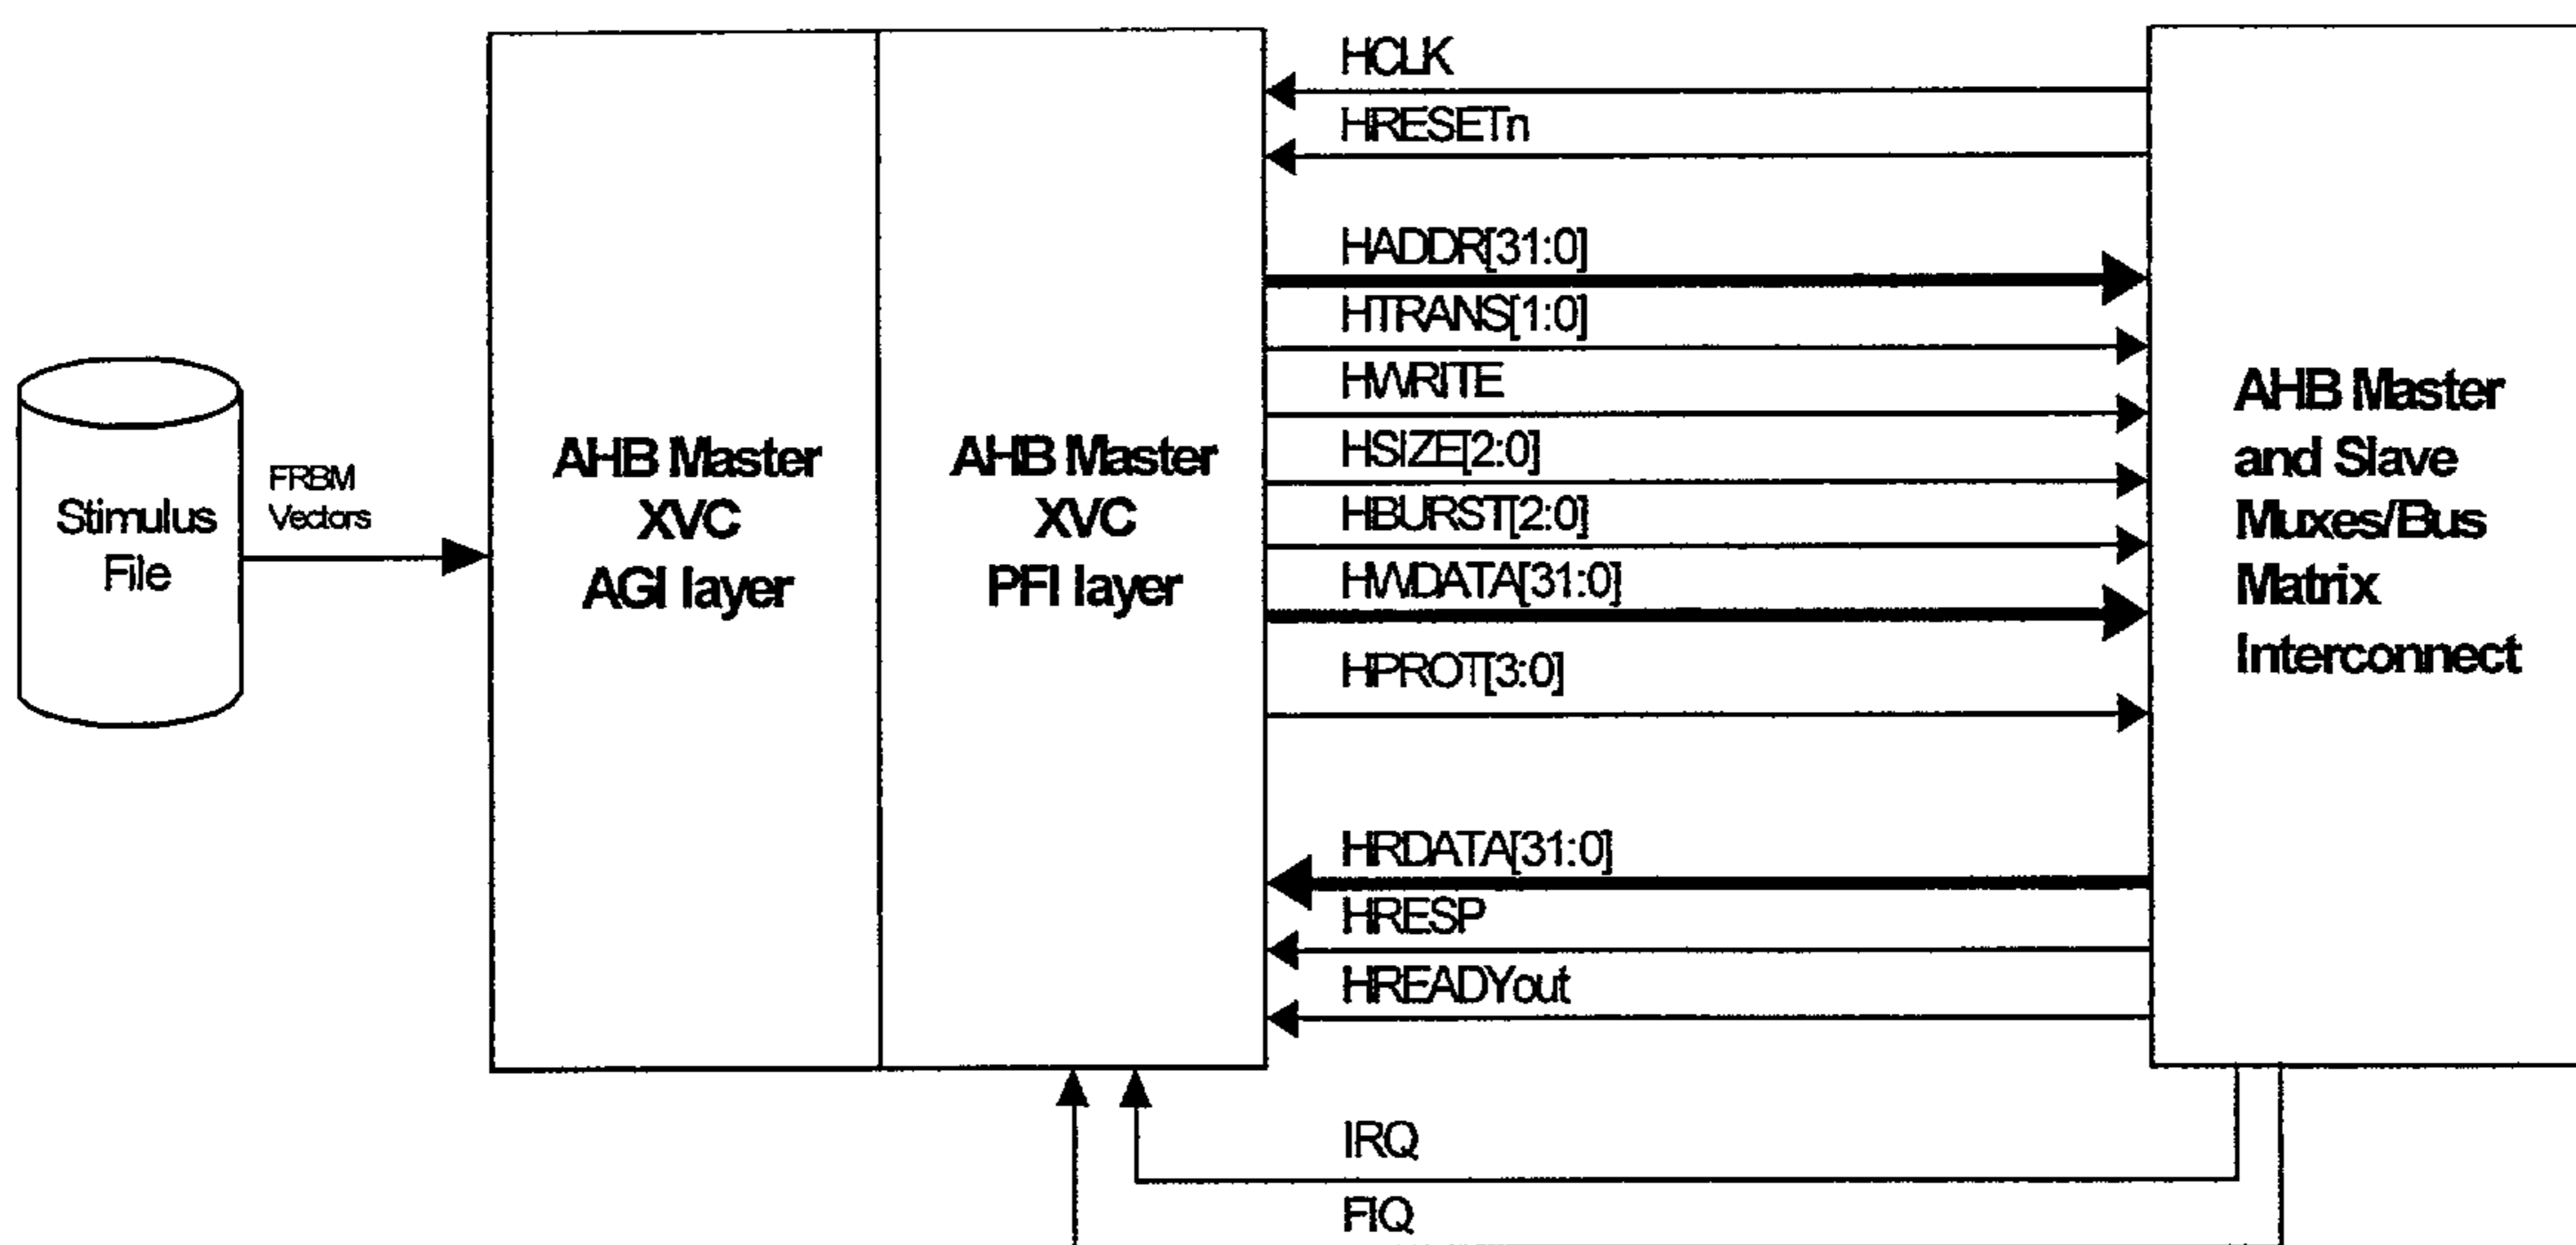 Stimulus
File
FRBM
Vectors
AHB Master
XVC
AGI layer
AHB Master
XVC
PFI layer
HCLK
HRESETn
HADDR[31:0]
HTRANS[1:0]
HWRITE
HSIZE[2:0]
HBURST[2:0]
HWDATA[31:0]
HPROT[3:0]
HRDATA[31:0]
HRESP
HREADYout
IRQ
FIQ
AHB Master
and Slave
Muxes/Bus
Matrix
Interconnect